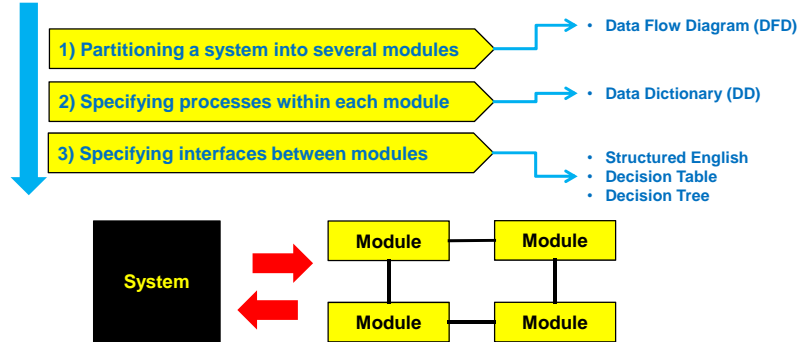 1) Partitioning a system into several modules
• Data Flow Diagram (DFD)
2) Specifying processes within each module
• Data Dictionary (DD)
3) Specifying interfaces between modules
• Structured English
• Decision Table
• Decision Tree
System
Module
Module
Module
Module